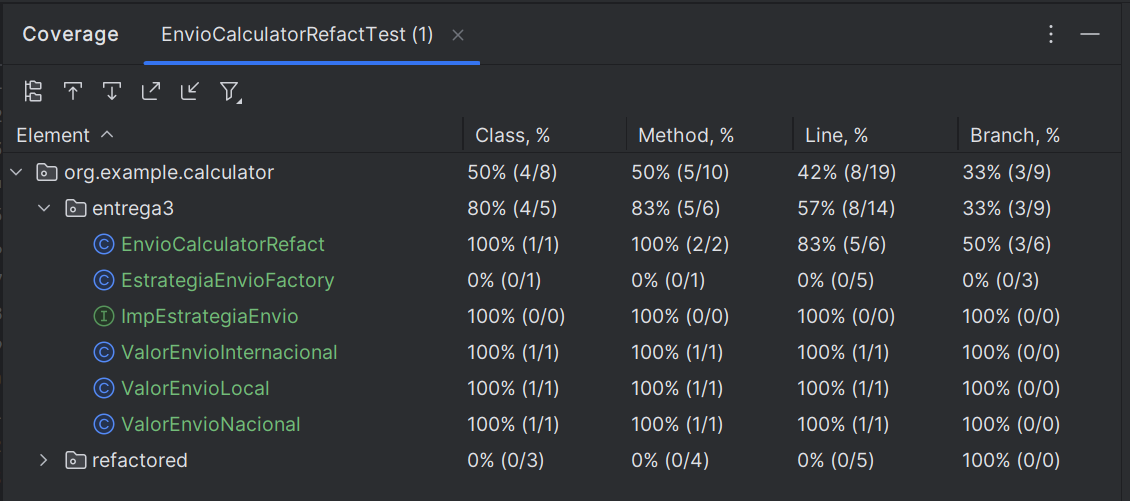 Coverage EnvioCalculatorRefactTest (1)
Element Class, % Method, % Line, % Branch, %
org.example.calculator 50% (4/8) 50% (5/10) 42% (8/19) 33% (3/9)
entrega3 80% (4/5) 83% (5/6) 57% (8/14) 33% (3/9)
EnvioCalculatorRefact 100% (1/1) 100% (2/2) 83% (5/6) 50% (3/6)
EstrategiaEnvioFactory 0% (0/1) 0% (0/1) 0% (0/5) 0% (0/3)
ImpEstrategiaEnvio 100% (0/0) 100% (0/0) 100% (0/0) 100% (0/0)
ValorEnvioInternacional 100% (1/1) 100% (1/1) 100% (1/1) 100% (0/0)
ValorEnvioLocal 100% (1/1) 100% (1/1) 100% (1/1) 100% (0/0)
ValorEnvioNacional 100% (1/1) 100% (1/1) 100% (1/1) 100% (0/0)
refactored 0% (0/3) 0% (0/4) 0% (0/5) 100% (0/0)